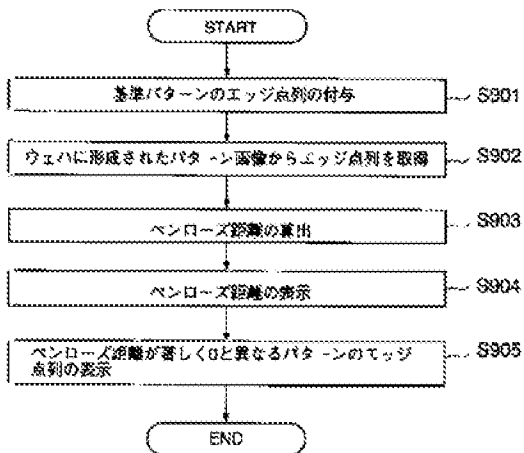 START
基準パターンのエッジ点列の付与
S901
ウェハに形成されたパターン画像からエッジ点列を取得
S902
ペンローズ距離の算出
S903
ペンローズ距離の表示
S904
ペンローズ距離が著しく0と異なるパターンのエッジ
点列の表示
S905
END